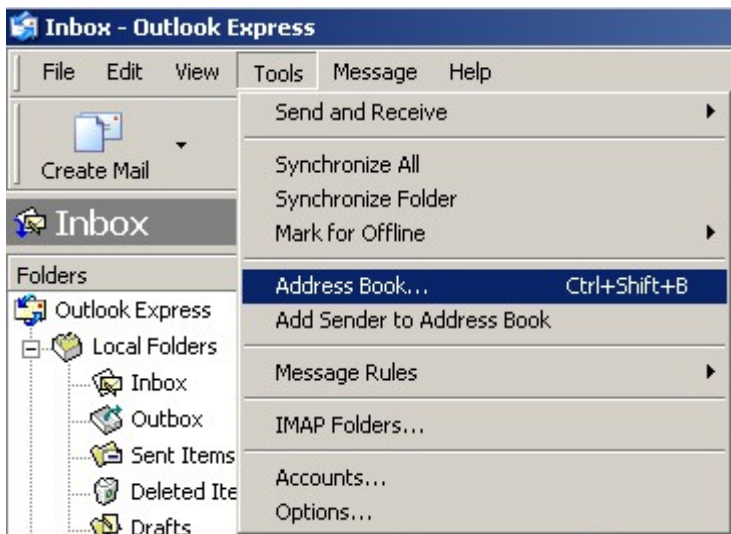 Inbox - Outlook Express
File Edit View Tools Message Help
Send and Receive
Create Mail
Synchronize All
Synchronize Folder
Mark for Offline
Inbox
Folders
Address Book... Ctrl+Shift+B
Add Sender to Address Book
Message Rules
IMAP Folders...
Accounts...
Options...
Outlook Express
Local Folders
Inbox
Outbox
Sent Items
Deleted Ite
Drafts